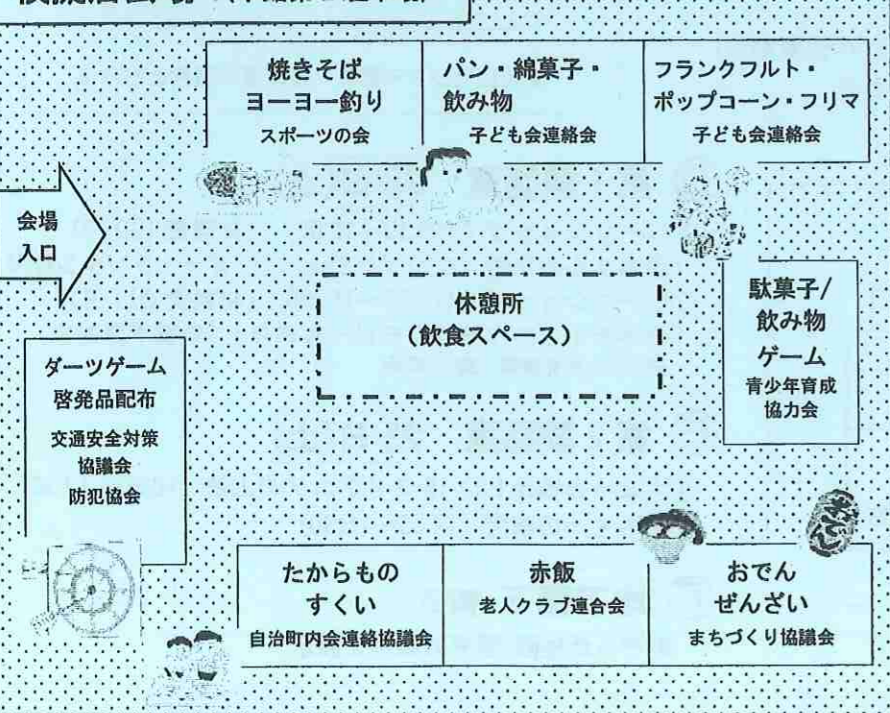 焼きそば
ヨーヨー釣り
スポーツの会
パン・綿菓子・
飲み物
子ども会連絡会
フランクフルト・
ポップコーン・フリマ
子ども会連絡会
会場
入口
休憩所
（飲食スペース）
駄菓子/
飲み物
ゲーム
青少年育成
協力会
ダーツゲーム
啓発品配布
交通安全対策
協議会
防犯協会
たからもの
すくい
自治町内会連絡協議会
赤飯
老人クラブ連合会
おでん
ぜんざい
まちづくり協議会